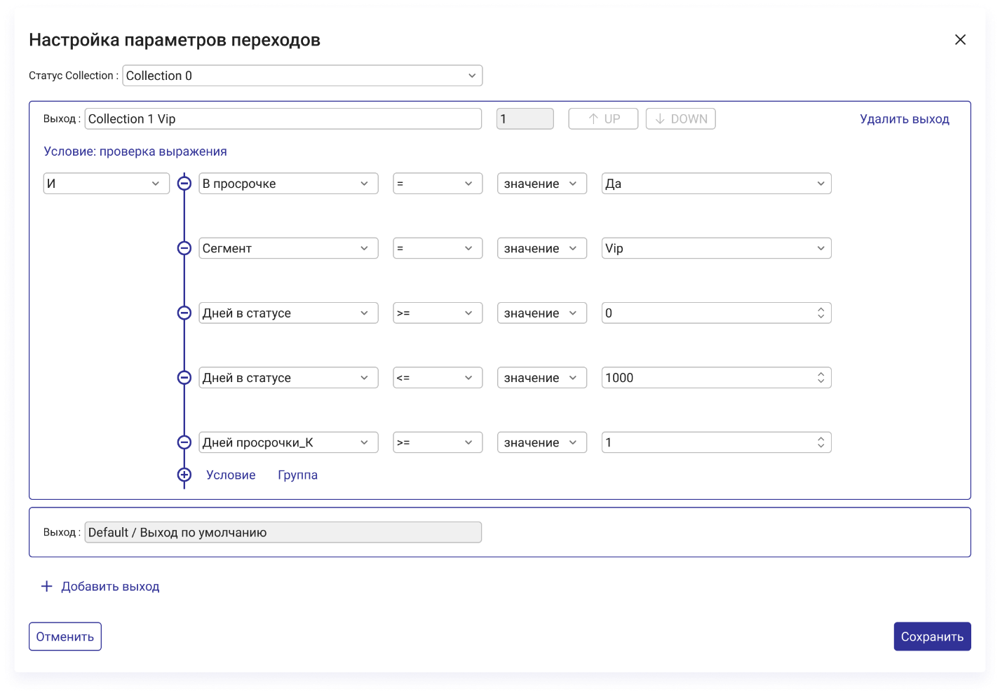 Настройка параметров переходов
Статус Collection : Collection 0
Выход : Collection 1 Vip 1 UP DOWN Удалить выход
Условие: проверка выражения
И В просрочке = значение Да
Сегмент = значение Vip
Дней в статусе >= значение 0
Дней в статусе <= значение 1000
Дней просрочки_К >= значение 1
Условие Группа
Выход : Default / Выход по умолчанию
Добавить выход
Отменить Сохранить